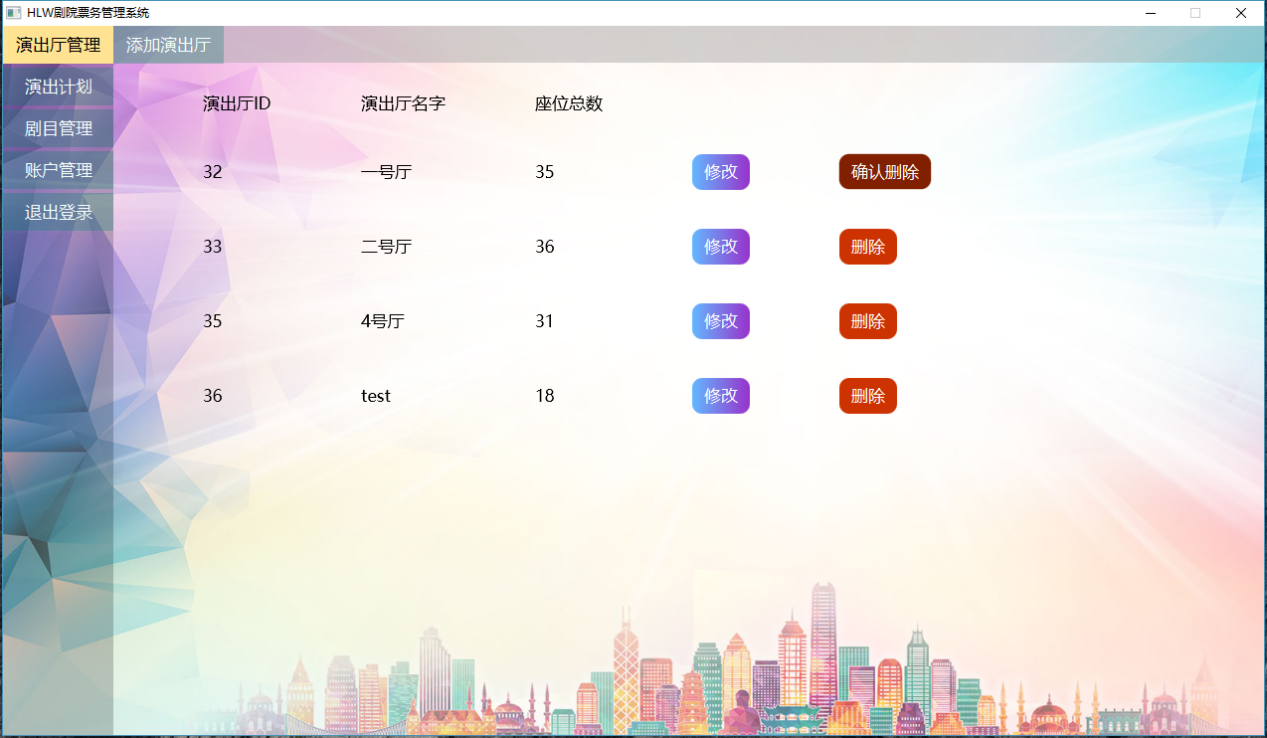 HLW剧院票务管理系统
演出厅管理 添加演出厅
演出计划
剧目管理
账户管理
退出登录
演出厅ID 演出厅名字 座位总数
32 一号厅 35 修改 确认删除
33 二号厅 36 修改 删除
35 4号厅 31 修改 删除
36 test 18 修改 删除